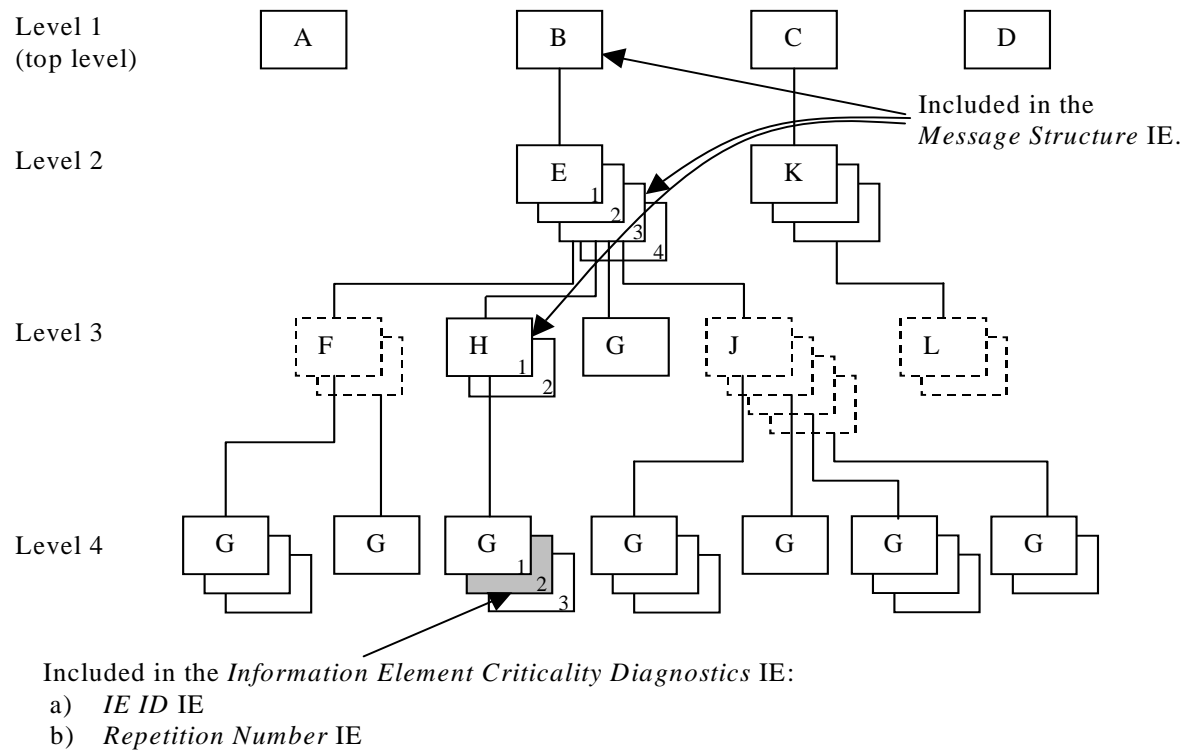 Level 1
(top level)
A
B
C
D
Included in the
Message Structure IE.
Level 2
E
1
2
3
4
K
Level 3
F
H
1
2
G
J
L
Level 4
G
G
G
1
2
3
G
G
G
G
Included in the Information Element Criticality Diagnostics IE:
a) IE ID IE
b) Repetition Number IE